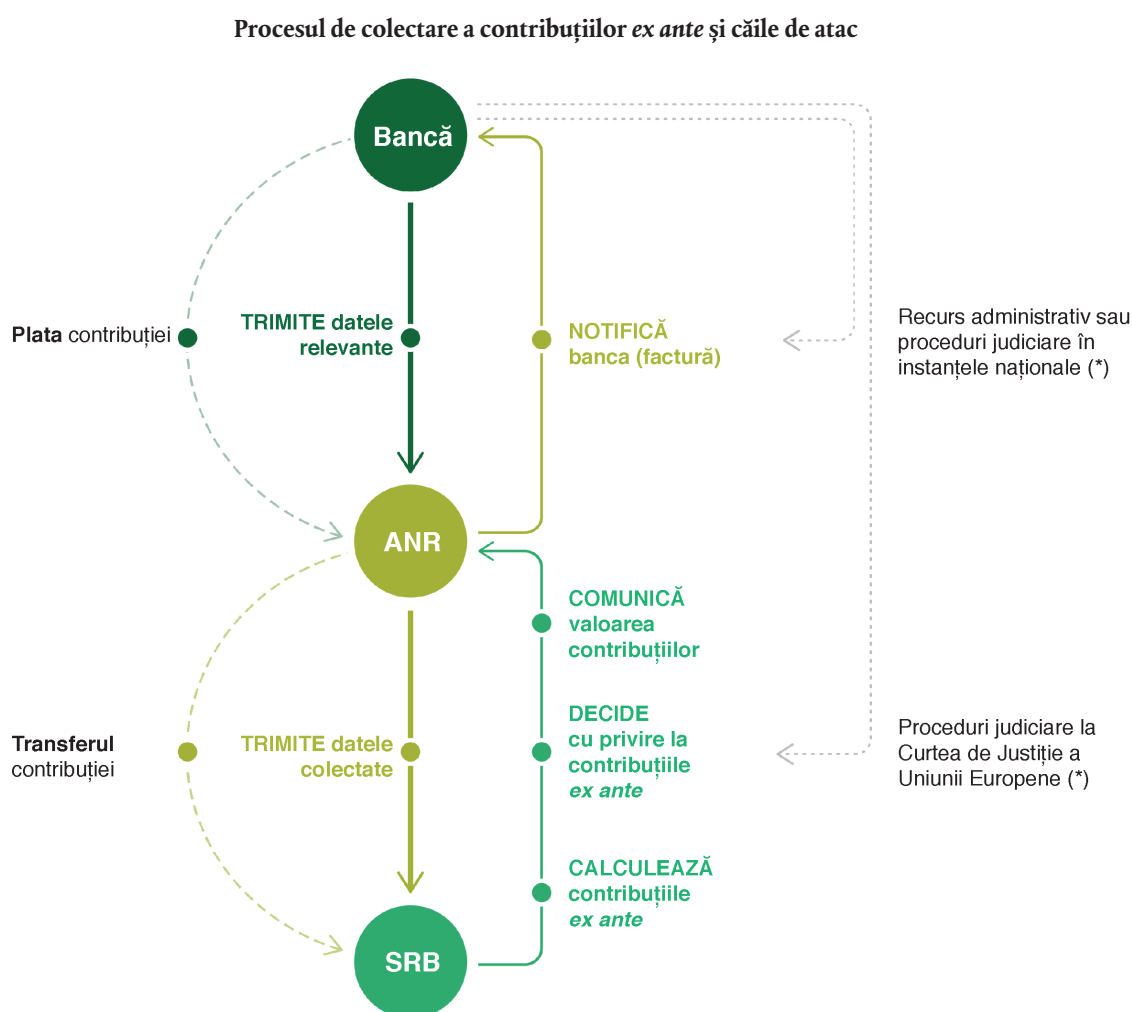 Procesul de colectare a contribuțiilor ex ante și căile de atac
Bancă
Plata contribuției
TRIMITE datele
relevante
NOTIFICĂ
banca (factură)
Recurs administrativ sau
proceduri judiciare în
instanțele naționale (*)
ANR
COMUNICĂ
valoarea
contribuțiilor
Transferul
contribuției
TRIMITE datele
colectate
DECIDE
cu privire la
contribuțiile
ex ante
Proceduri judiciare la
Curtea de Justiție a
Uniunii Europene (*)
CALCULEAZĂ
contribuțiile
ex ante
SRB